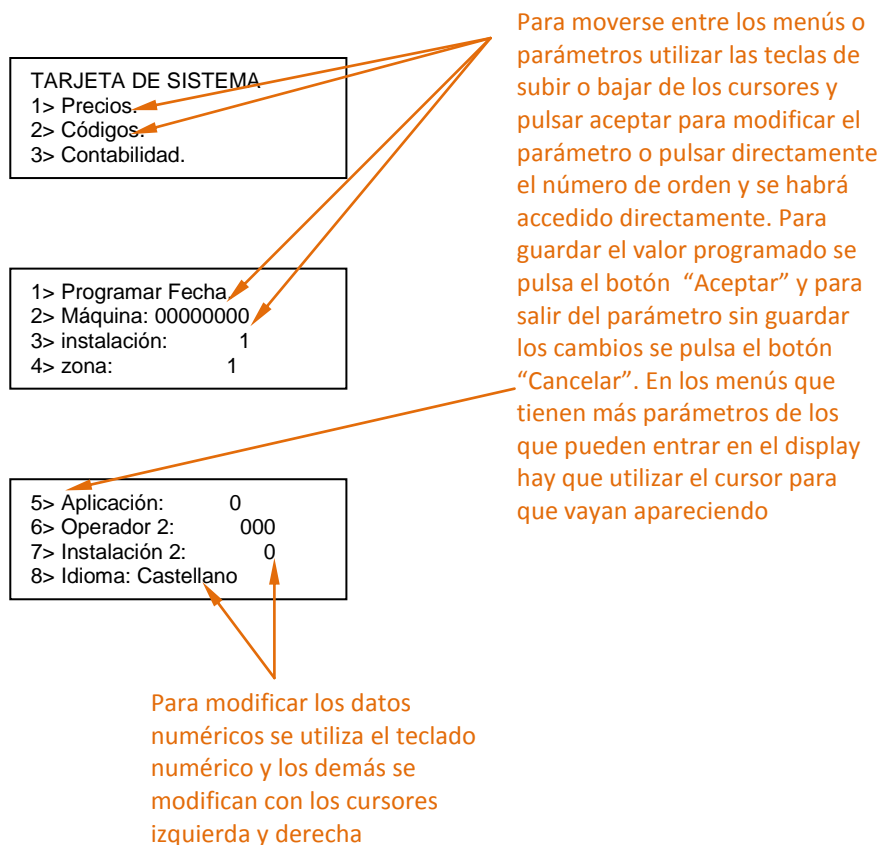 Para moverse entre los menús o
parámetros utilizar las teclas de
subir o bajar de los cursores y
pulsar aceptar para modificar el
parámetro o pulsar directamente
el número de orden y se habrá
accedido directamente. Para
guardar el valor programado se
pulsa el botón “Aceptar” y para
salir del parámetro sin guardar
los cambios se pulsa el botón
“Cancelar”. En los menús que
tienen más parámetros de los
que pueden entrar en el display
hay que utilizar el cursor para
que vayan apareciendo
TARJETA DE SISTEMA
1> Precios.
2> Códigos.
3> Contabilidad.
1> Programar Fecha
2> Máquina: 00000000
3> instalación: 1
4> zona: 1
5> Aplicación: 0
6> Operador 2: 000
7> Instalación 2: 0
8> Idioma: Castellano
Para modificar los datos
numéricos se utiliza el teclado
numérico y los demás se
modifican con los cursores
izquierda y derecha